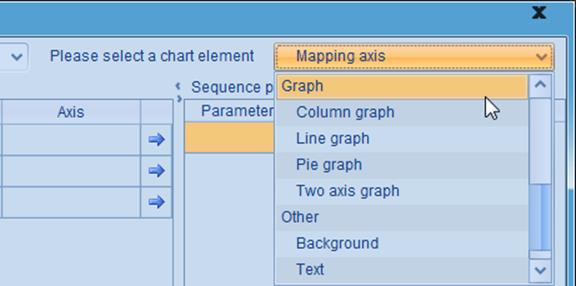 Please select a chart element Mapping axis
Sequence p
Axis Parameter
Graph
Column graph
Line graph
Pie graph
Two axis graph
Other
Background
Text